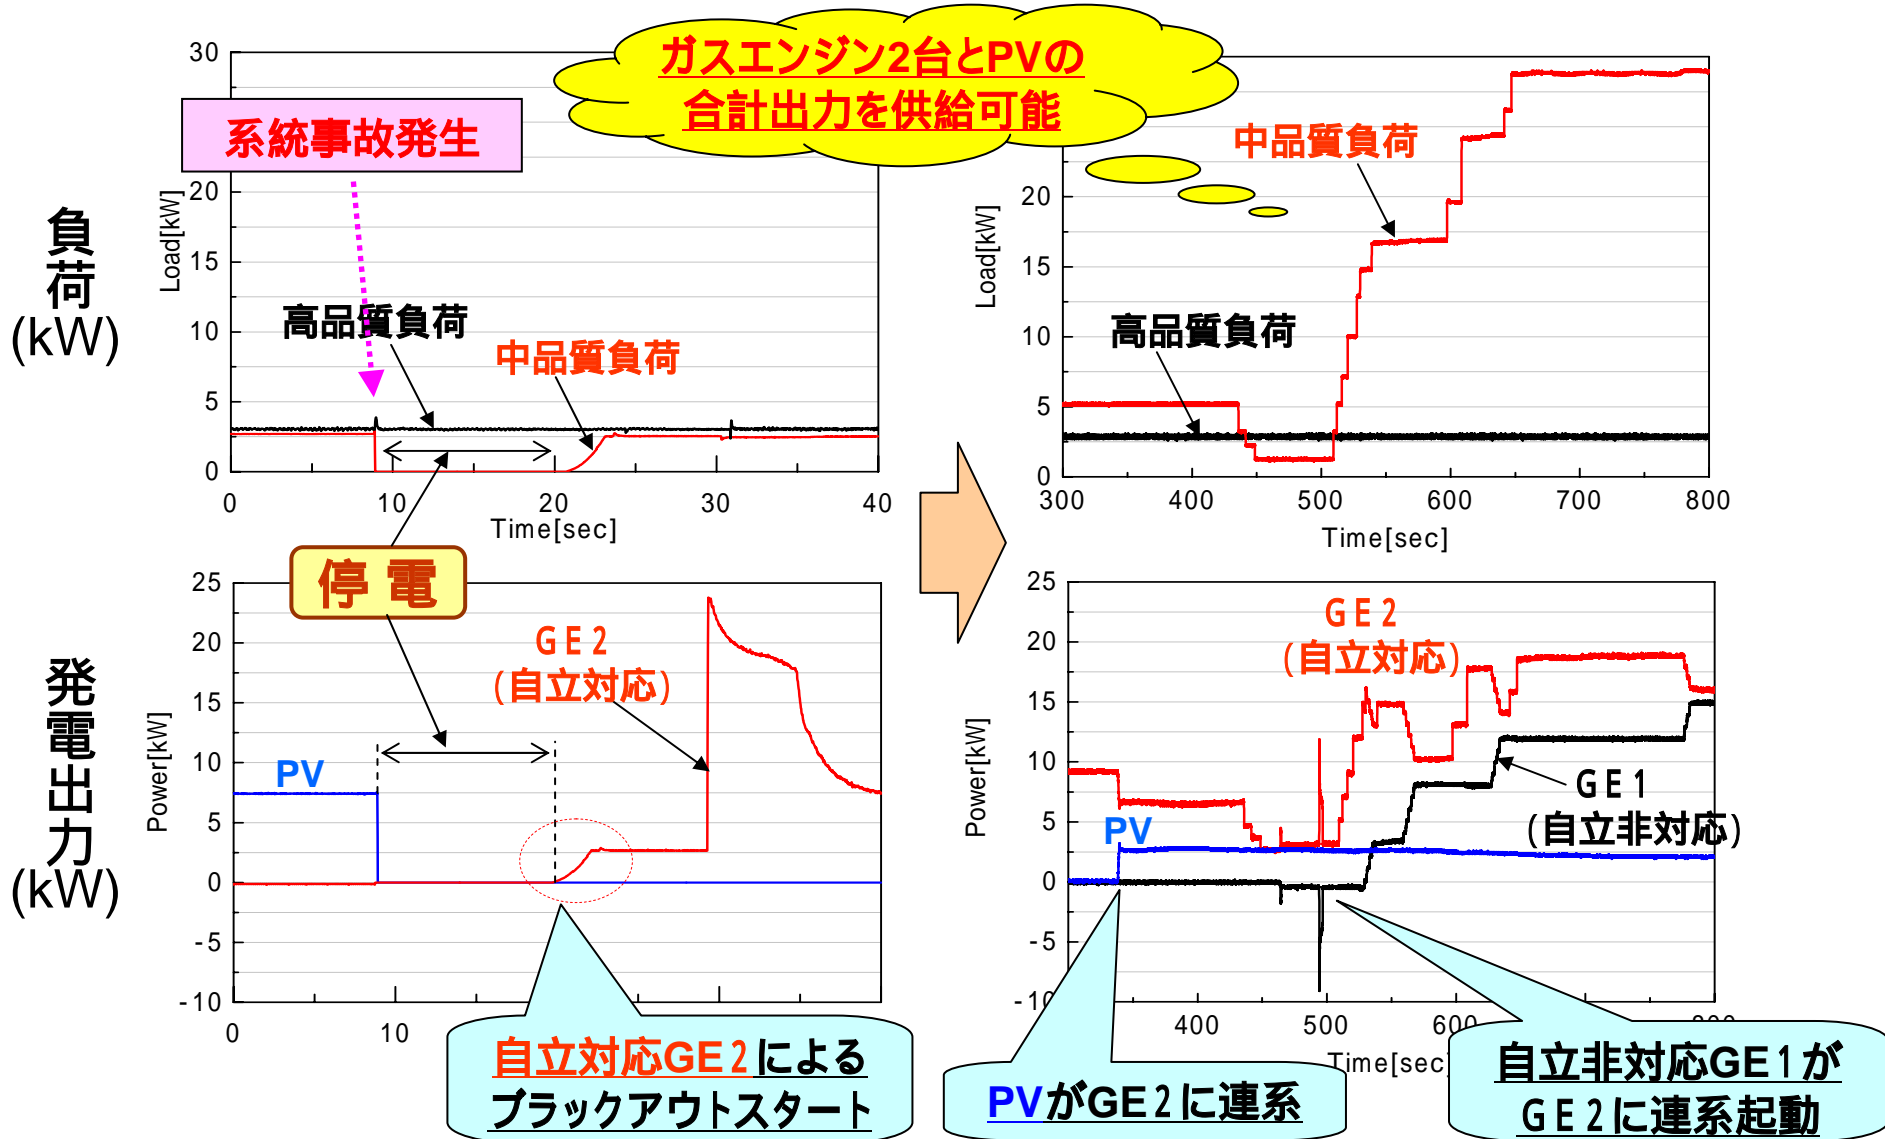 ガスエンジン2台とPVの
合計出力を供給可能
系統事故発生
負荷
(kW)
30
20
15
10
5
0
Load[kW]
高品質負荷
中品質負荷
0
10
20
30
40
Time[sec]
20
15
10
5
0
Load[kW]
中品質負荷
高品質負荷
300
400
500
600
700
800
Time[sec]
停電
発電出力
(kW)
25
20
15
10
5
0
-5
-10
Power[kW]
PV
GE2
(自立対応)
0
10
25
20
15
10
5
0
-5
-10
Power[kW]
GE2
(自立対応)
PV
GE1
(自立非対応)
400
500
Time[sec]
自立対応GE2による
ブラックアウトスタート
PVがGE2に連系
自立非対応GE1が
GE2に連系起動